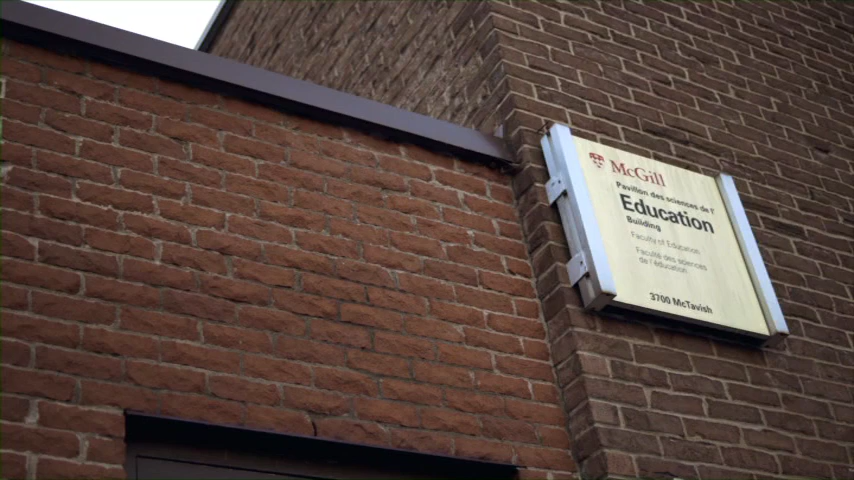 McGill
Pavillon des sciences de l'
Education
Building
Faculty of Education
Faculté des sciences
de l'éducation
3700 McTavish